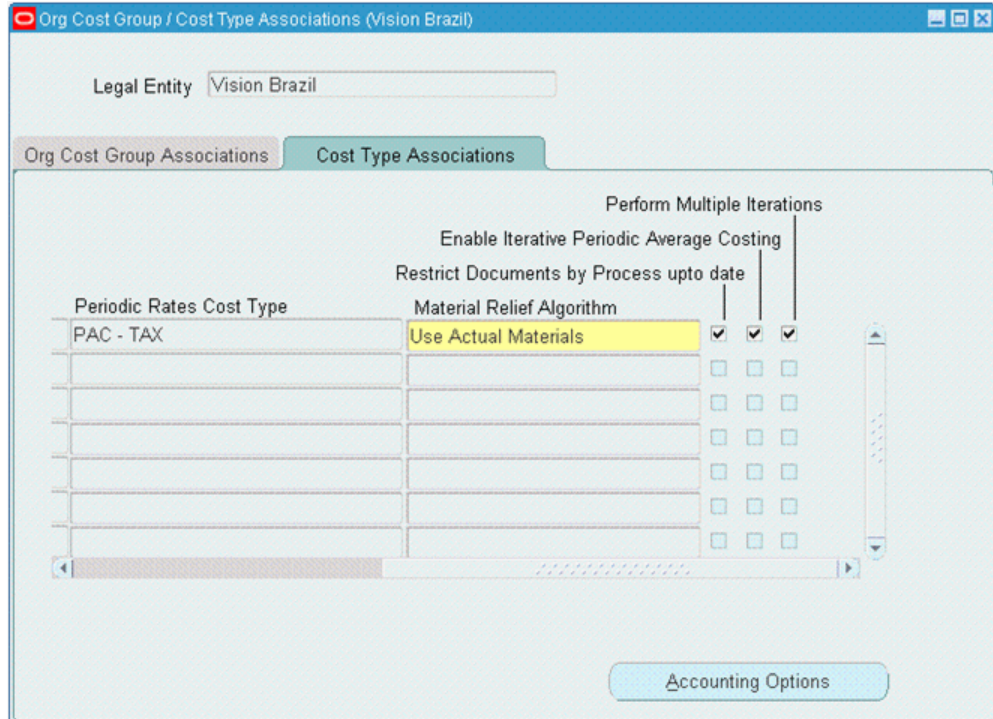 Org Cost Group / Cost Type Associations (Vision Brazil)
Legal Entity Vision Brazil
Org Cost Group Associations Cost Type Associations
Perform Multiple Iterations
Enable Iterative Periodic Average Costing
Restrict Documents by Process upto date
Periodic Rates Cost Type Material Relief Algorithm
PAC - TAX Use Actual Materials
Accounting Options